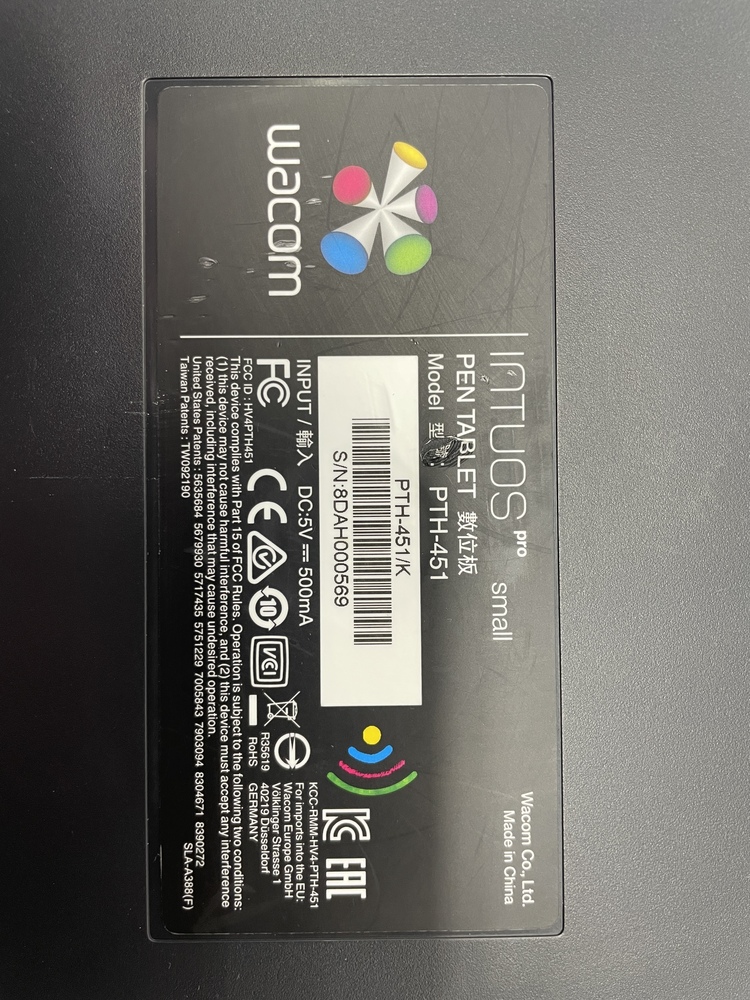 wacom
INTUOS pro small
PEN TABLET 數位板
Model 型 PTH-451
Wacom Co., Ltd.
Made in China
PTH-451/K
S/N:8DAH000569
INPUT / 輸入 DC:5V 500mA
FC CE 10 VCI
R35619
RoHS
EAC
KCC-RMM-HV4-PTH-451
For imports into the EU:
Wacom Europe GmbH
Völklinger Strasse 1
40219 Düsseldorf
GERMANY
FCC ID : HV4PTH451
This device complies with Part 15 of FCC Rules. Operation is subject to the following two conditions:
(1) this device may not cause harmful interference, and (2) this device must accept any interference
received, including interference that may cause undesired operation.
United States Patents : 5635684 5679930 5717435 5751229 7005843 7903094 8304671 8390272
Taiwan Patents : TW092190
SLA-A388(F)